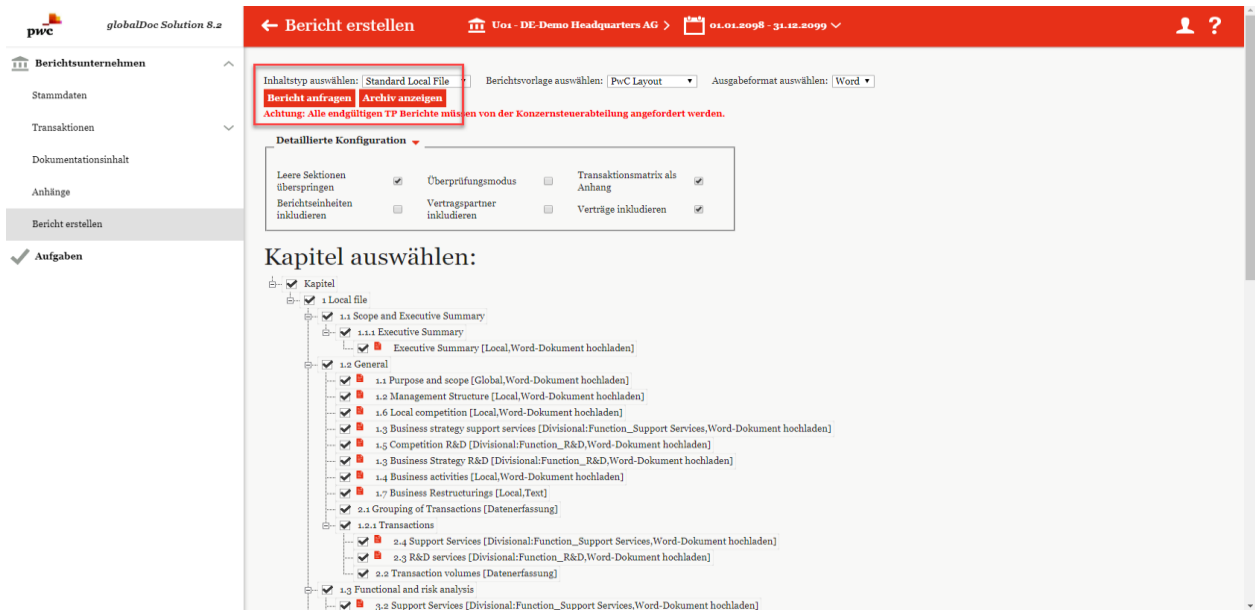 pwc
globalDoc Solution 8.2
← Bericht erstellen
U01 - DE-Demo Headquarters AG >
01.01.2098 - 31.12.2099
?
Berichtsunternehmen
Stammdaten
Transaktionen
Dokumentationsinhalt
Anhänge
Bericht erstellen
Aufgaben
Inhaltstyp auswählen: Standard Local File Berichtsvorlage auswählen: PwC Layout Ausgabeformat auswählen: Word
Bericht anfragen Archiv anzeigen
Achtung: Alle endgültigen TP Berichte müssen von der Konzernsteuerabteilung angefordert werden.
Detaillierte Konfiguration
Leere Sektionen überspringen
Überprüfungsmodus
Transaktionsmatrix als Anhang
Berichtseinheiten inkludieren
Vertragspartner inkludieren
Verträge inkludieren
Kapitel auswählen:
Kapitel
1 Local file
1.1 Scope and Executive Summary
1.1.1 Executive Summary
Executive Summary [Local,Word-Dokument hochladen]
1.2 General
1.1 Purpose and scope [Global,Word-Dokument hochladen]
1.2 Management Structure [Local,Word-Dokument hochladen]
1.6 Local competition [Local,Word-Dokument hochladen]
1.3 Business strategy support services [Divisional:Function_Support Services,Word-Dokument hochladen]
1.5 Competition R&D [Divisional:Function_R&D,Word-Dokument hochladen]
1.3 Business Strategy R&D [Divisional:Function_R&D,Word-Dokument hochladen]
1.4 Business activities [Local,Word-Dokument hochladen]
1.7 Business Restructurings [Local,Text]
2.1 Grouping of Transactions [Datenerfassung]
1.2.1 Transactions
2.4 Support Services [Divisional:Function_Support Services,Word-Dokument hochladen]
2.3 R&D services [Divisional:Function_R&D,Word-Dokument hochladen]
2.2 Transaction volumes [Datenerfassung]
1.3 Functional and risk analysis
3.2 Support Services [Divisional:Function_Support Services,Word-Dokument hochladen]